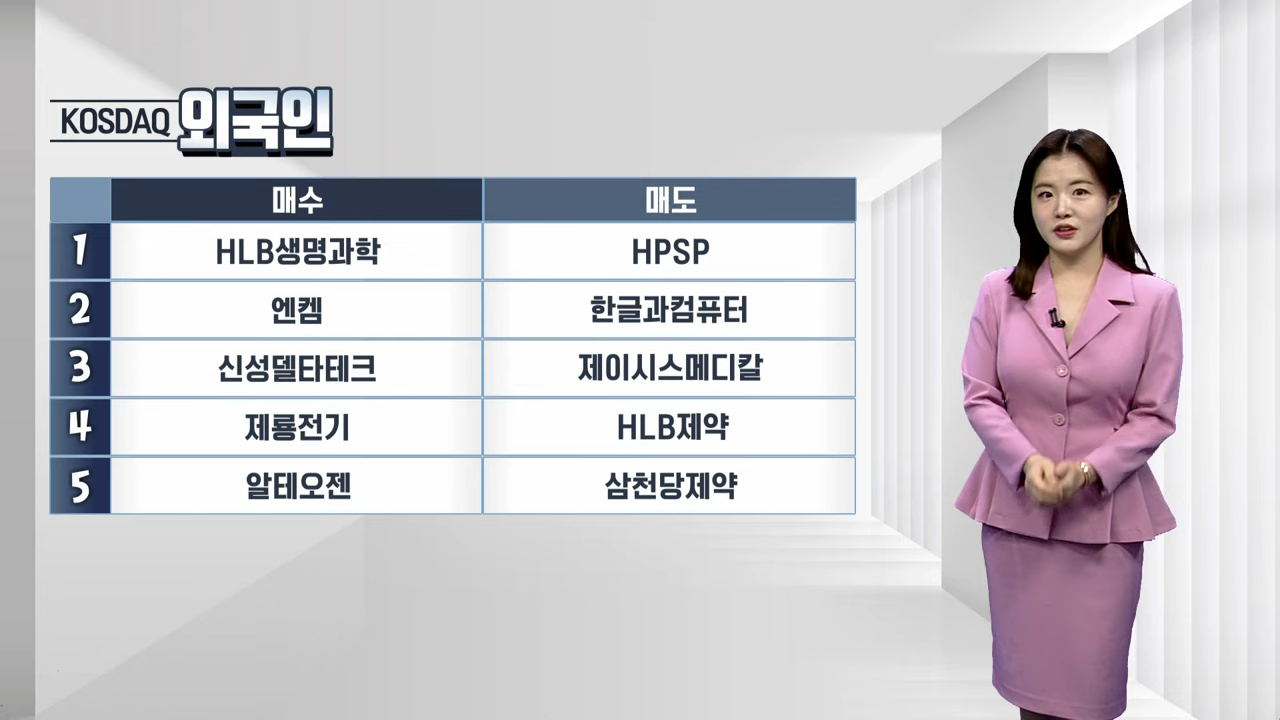 KOSDAQ 외국인
매수 매도
1 HLB생명과학 HPSP
2 엔켐 한글과컴퓨터
3 신성델타테크 제이시스메디칼
4 제룡전기 HLB제약
5 알테오젠 삼천당제약